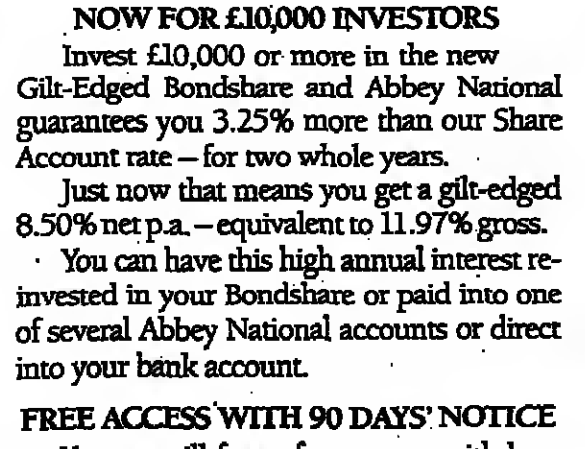 NOW FOR £10,000 INVESTORS
Invest £10,000 or more in the new
Gilt-Edged Bondshare and Abbey National
guarantees you 3.25% more than our Share
Account rate – for two whole years.
Just now that means you get a gilt-edged
8.50% net p.a. – equivalent to 11.97% gross.
You can have this high annual interest re-
invested in your Bondshare or paid into one
of several Abbey National accounts or direct
into your bank account.
FREE ACCESS WITH 90 DAYS' NOTICE